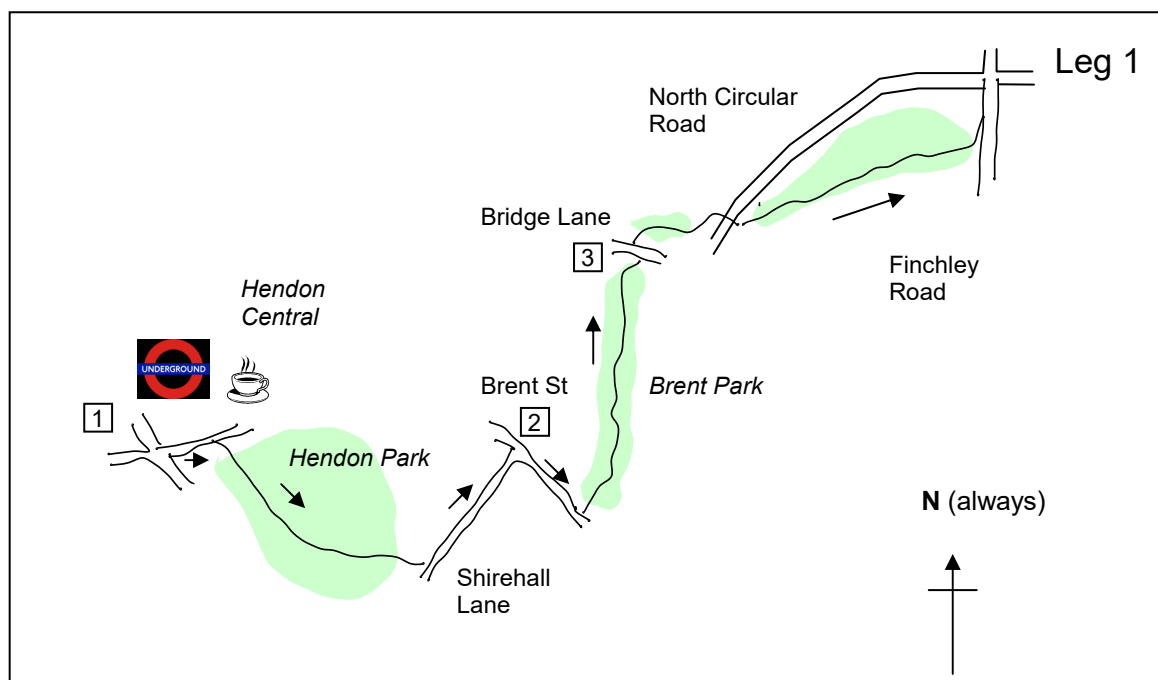 Leg 1
North Circular
Road
Bridge Lane
3
Finchley
Road
Hendon
Central
UNDERGROUND
1
Brent St
2
Brent Park
Hendon Park
N (always)
Shirehall
Lane